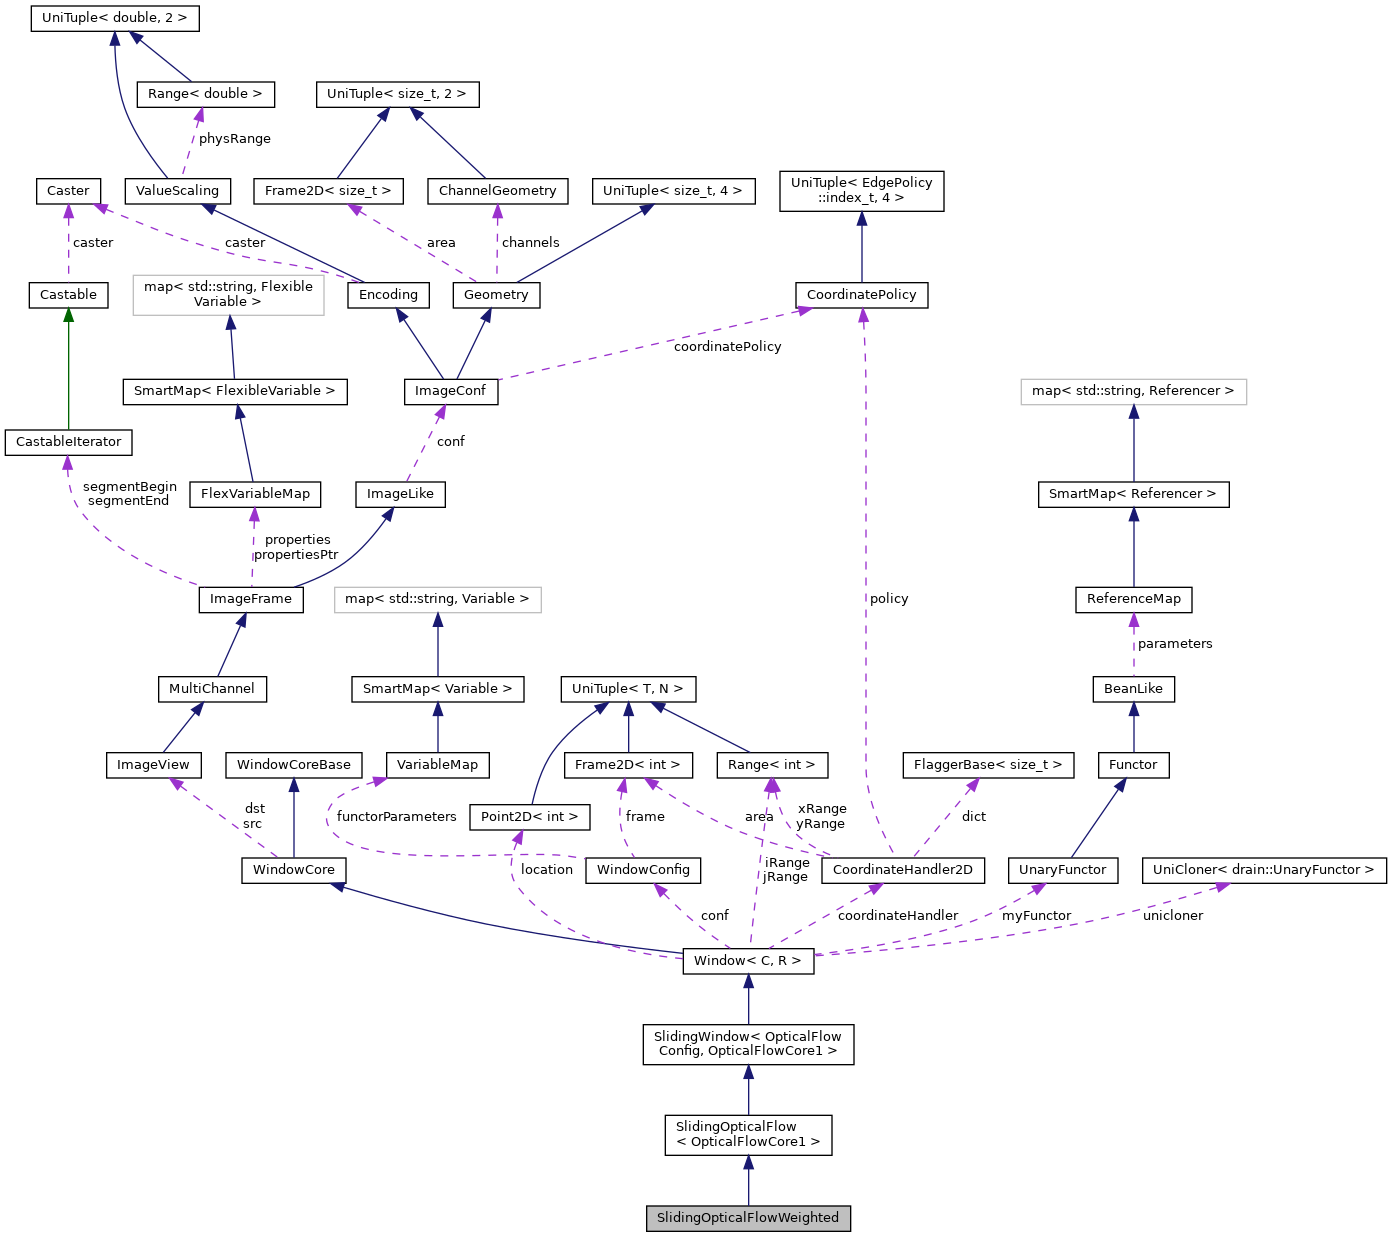 UniTuple< double, 2 >
Range< double >
UniTuple< size_t, 2 >
physRange
Caster
ValueScaling
Frame2D< size_t >
ChannelGeometry
UniTuple< size_t, 4 >
UniTuple< EdgePolicy
::index_t, 4 >
caster
caster
area
channels
Castable
map< std::string, Flexible
Variable >
Encoding
Geometry
CoordinatePolicy
coordinatePolicy
SmartMap< FlexibleVariable >
ImageConf
map< std::string, Referencer >
CastableIterator
conf
segmentBegin
segmentEnd
FlexVariableMap
ImageLike
SmartMap< Referencer >
properties
propertiesPtr
ImageFrame
map< std::string, Variable >
policy
ReferenceMap
parameters
MultiChannel
SmartMap< Variable >
UniTuple< T, N >
BeanLike
ImageView
WindowCoreBase
VariableMap
Frame2D< int >
Range< int >
FlaggerBase< size_t >
Functor
dst
src
functorParameters
Point2D< int >
frame
area
xRange
yRange
dict
WindowCore
location
WindowConfig
iRange
jRange
CoordinateHandler2D
UnaryFunctor
UniCloner< drain::UnaryFunctor >
conf
coordinateHandler
myFunctor
unicloner
Window< C, R >
SlidingWindow< OpticalFlow
Config, OpticalFlowCore1 >
SlidingOpticalFlow
< OpticalFlowCore1 >
SlidingOpticalFlowWeighted